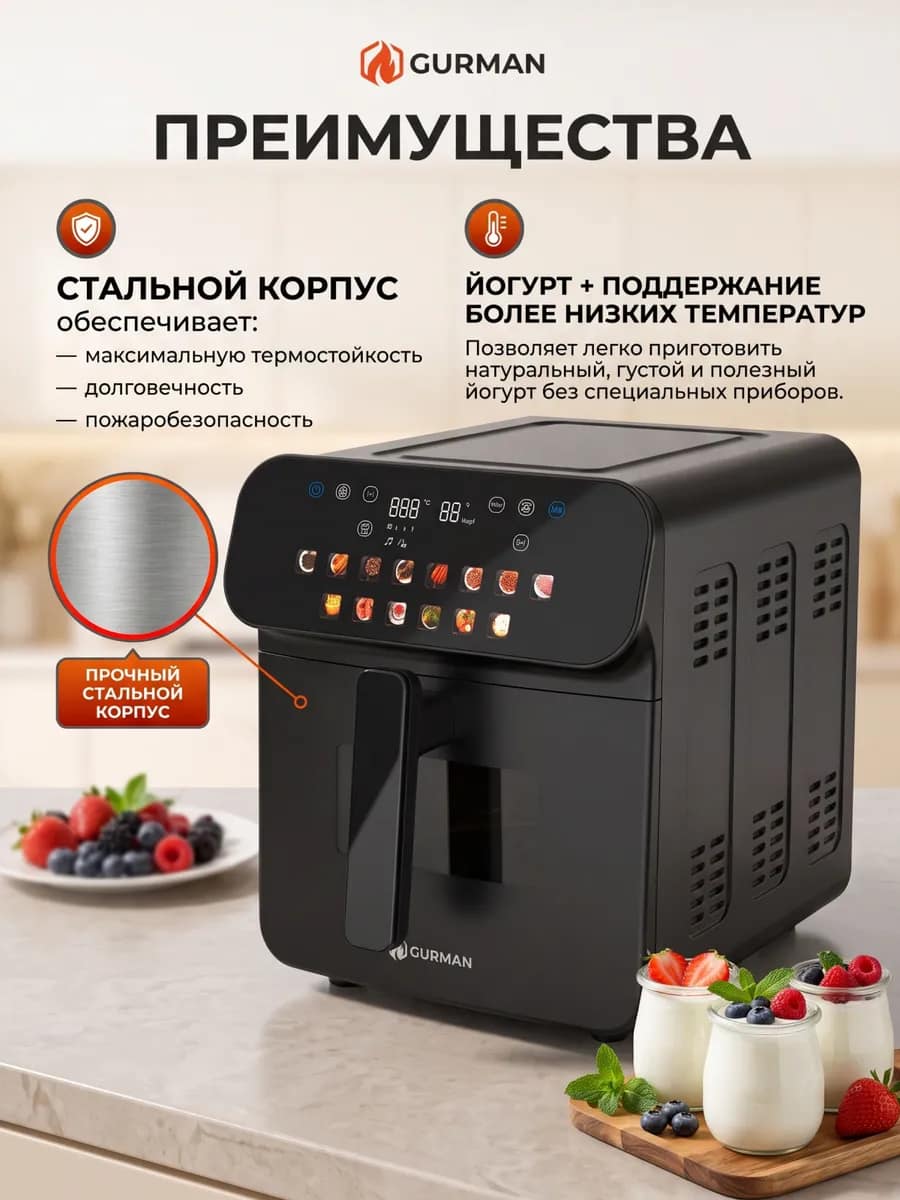 GURMAN
ПРЕИМУЩЕСТВА
СТАЛЬНОЙ КОРПУС
обеспечивает:
— максимальную термостойкость
— долговечность
— пожаробезопасность
ЙОГУРТ + ПОДДЕРЖАНИЕ
БОЛЕЕ НИЗКИХ ТЕМПЕРАТУР
Позволяет легко приготовить
натуральный, густой и полезный
йогурт без специальных приборов.
888 °C 88
ПРОЧНЫЙ
СТАЛЬНОЙ
КОРПУС
GURMAN